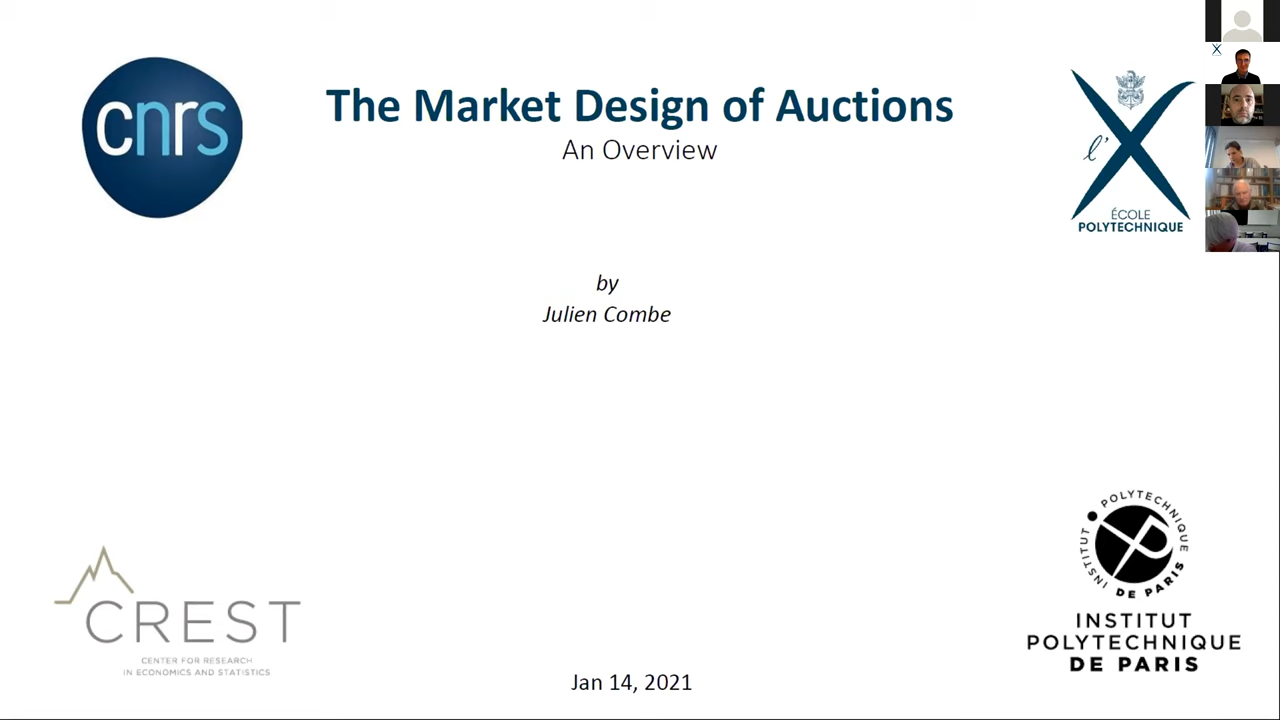 cnrs
The Market Design of Auctions
An Overview
l'X
ÉCOLE
POLYTECHNIQUE
by
Julien Combe
CREST
CENTER FOR RESEARCH
IN ECONOMICS AND STATISTICS
INSTITUT POLYTECHNIQUE DE PARIS
INSTITUT
POLYTECHNIQUE
DE PARIS
Jan 14, 2021